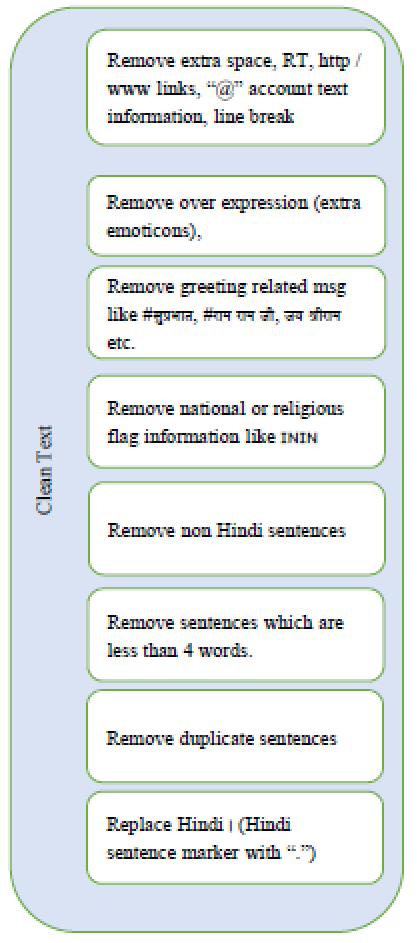 Remove extra space, RT, http /
www links, “@” account text
information, line break
Remove over expression (extra
emoticons),
Remove greeting related msg
like #सुप्रभात, #राम राम जी, जय श्रीराम
etc.
Remove national or religious
flag information like ININ
Clean Text
Remove non Hindi sentences
Remove sentences which are
less than 4 words.
Remove duplicate sentences
Replace Hindi । (Hindi
sentence marker with “.”)